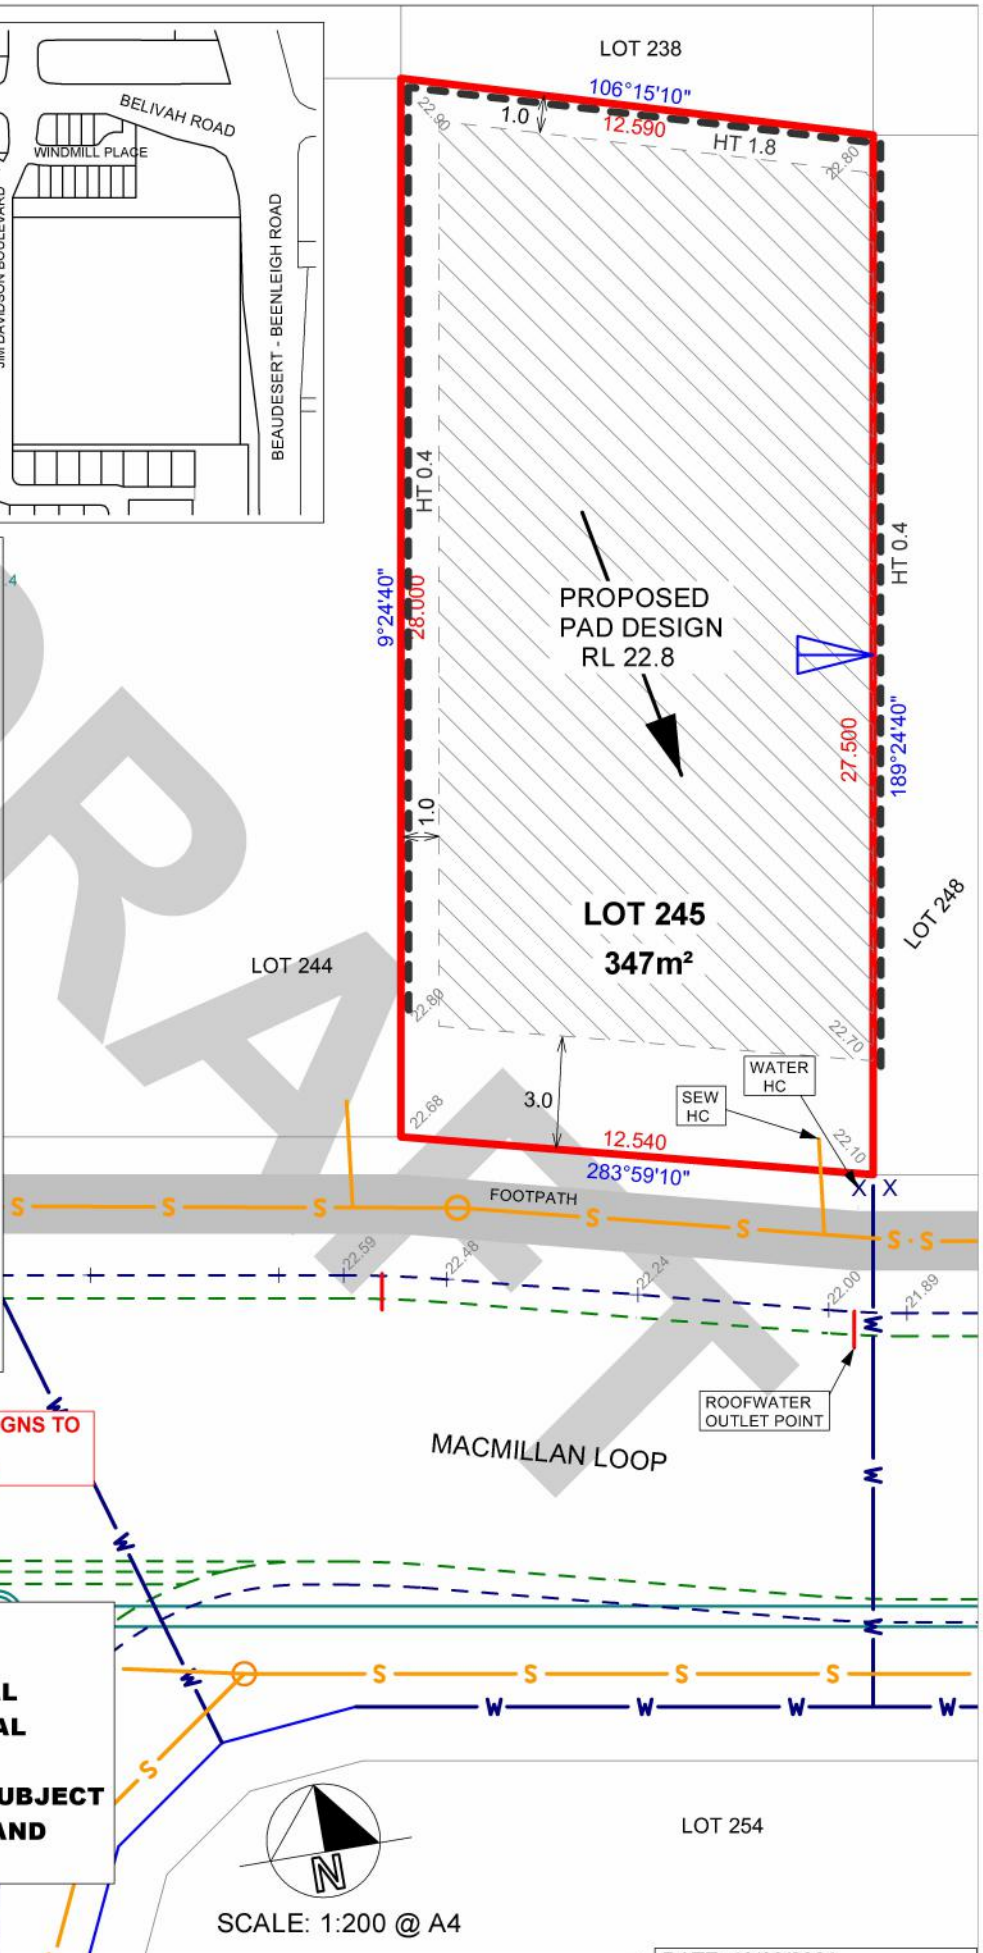 LOT 238
106°15'10"
12.590
1.0
HT 1.8
22.90
22.80
BELIVAH ROAD
WINDMILL PLACE
JIM DAVIDSON BOULEVARD
BEAUDESERT - BEENLEIGH ROAD
HT 0.4
HT 0.4
9°24'40"
28.000
.4
PROPOSED
PAD DESIGN
RL 22.8
27.500
189°24'40"
1.0
LOT 245
347m²
LOT 248
LOT 244
22.80
22.70
WATER
HC
SEW
HC
3.0
22.68
22.10
12.540
283°59'10"
X X
FOOTPATH
S S S S S S · S
22.59
22.48
22.24
22.00
21.89
W
ROOFWATER
OUTLET POINT
W
GNS TO
MACMILLAN LOOP
W
W
W
W
S S S S
W W W W
S
L
AL
UBJECT
AND
DRAFT
N
LOT 254
SCALE: 1:200 @ A4